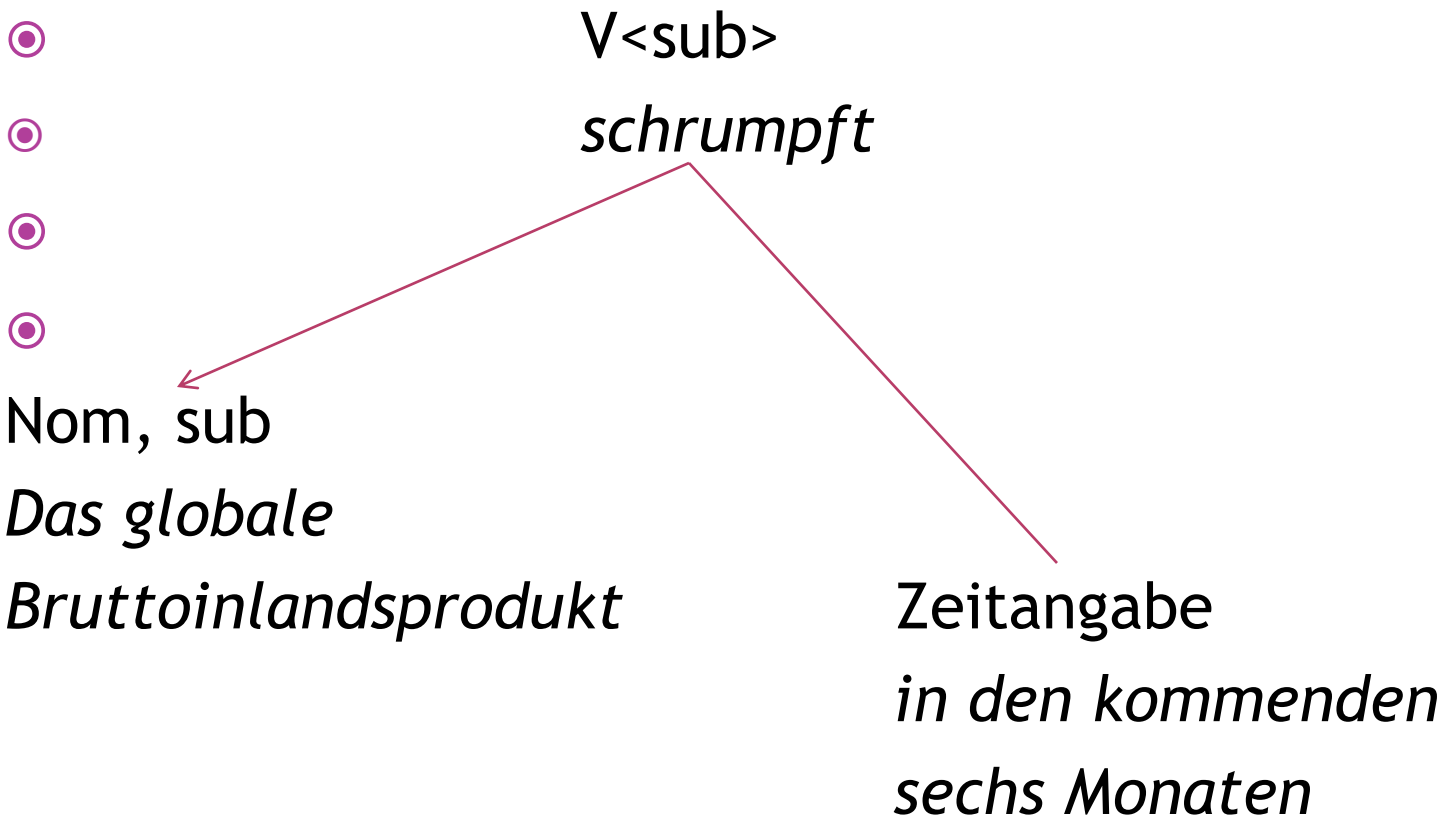 V<sub>
schrumpft
Nom, sub
Das globale
Bruttoinlandsprodukt
Zeitangabe
in den kommenden
sechs Monaten